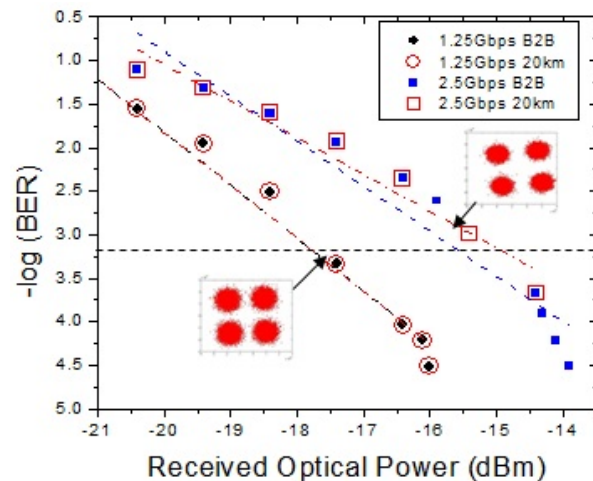 0.5
1.0
1.5
2.0
2.5
3.0
3.5
4.0
4.5
5.0
-log (BER)
1.25Gbps B2B
1.25Gbps 20km
2.5Gbps B2B
2.5Gbps 20km
-21 -20 -19 -18 -17 -16 -15 -14
Received Optical Power (dBm)